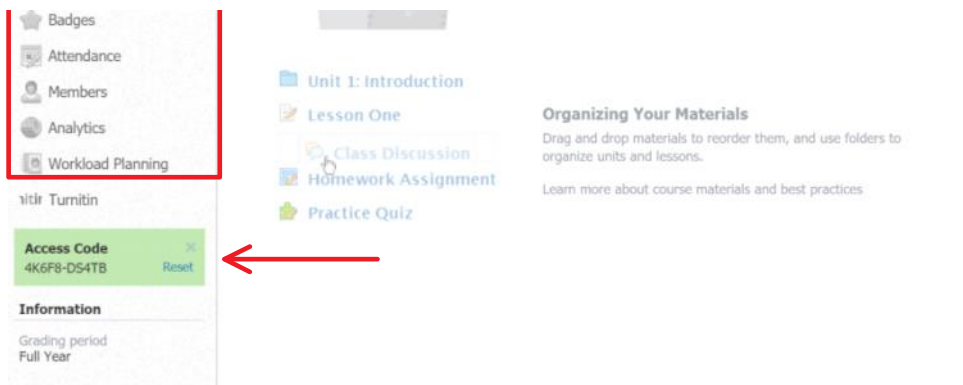 Badges
Attendance
Members
Analytics
Workload Planning
Turnitin
Access Code
4K6F8-DS4TB Reset
Information
Grading period
Full Year
Unit 1: Introduction
Lesson One
Class Discussion
Homework Assignment
Practice Quiz
Organizing Your Materials
Drag and drop materials to reorder them, and use folders to
organize units and lessons.
Learn more about course materials and best practices